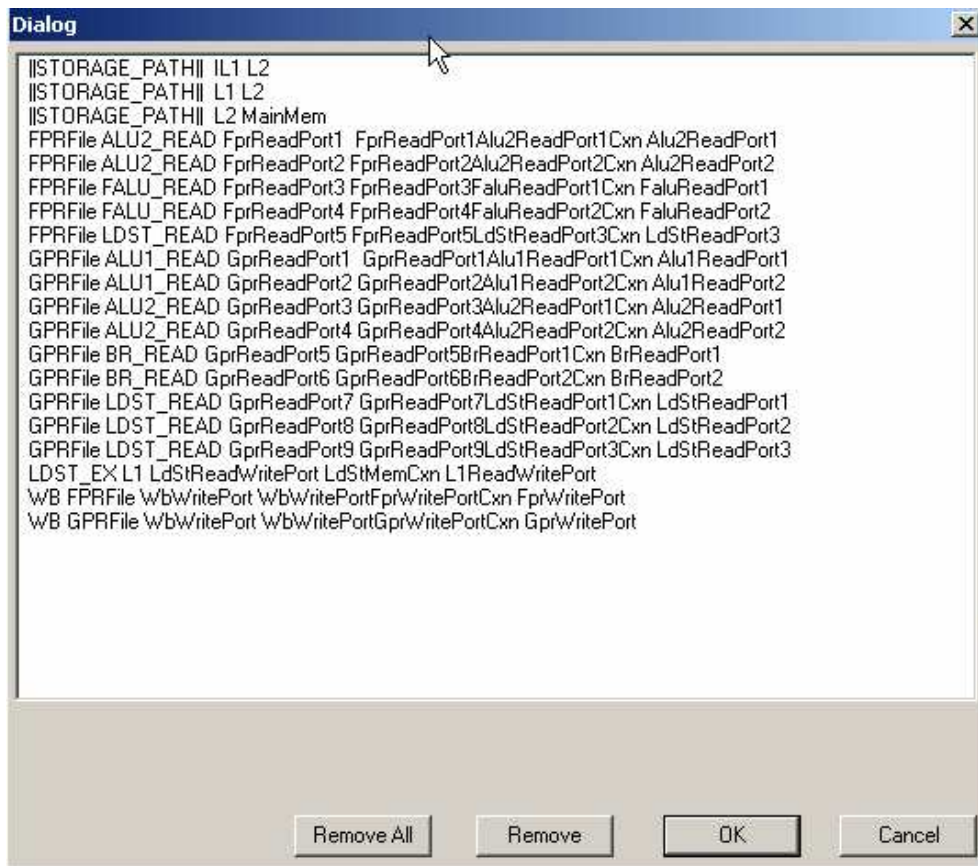 Dialog
||STORAGE_PATH|| IL1 L2
||STORAGE_PATH|| L1 L2
||STORAGE_PATH|| L2 MainMem
FPRFile ALU2_READ FprReadPort1 FprReadPort1Alu2ReadPort1Cxn Alu2ReadPort1
FPRFile ALU2_READ FprReadPort2 FprReadPort2Alu2ReadPort2Cxn Alu2ReadPort2
FPRFile FALU_READ FprReadPort3 FprReadPort3FaluReadPort1Cxn FaluReadPort1
FPRFile FALU_READ FprReadPort4 FprReadPort4FaluReadPort2Cxn FaluReadPort2
FPRFile LDST_READ FprReadPort5 FprReadPort5LdStReadPort3Cxn LdStReadPort3
GPRFile ALU1_READ GprReadPort1 GprReadPort1Alu1ReadPort1Cxn Alu1ReadPort1
GPRFile ALU1_READ GprReadPort2 GprReadPort2Alu1ReadPort2Cxn Alu1ReadPort2
GPRFile ALU2_READ GprReadPort3 GprReadPort3Alu2ReadPort1Cxn Alu2ReadPort1
GPRFile ALU2_READ GprReadPort4 GprReadPort4Alu2ReadPort2Cxn Alu2ReadPort2
GPRFile BR_READ GprReadPort5 GprReadPort5BrReadPort1Cxn BrReadPort1
GPRFile BR_READ GprReadPort6 GprReadPort6BrReadPort2Cxn BrReadPort2
GPRFile LDST_READ GprReadPort7 GprReadPort7LdStReadPort1Cxn LdStReadPort1
GPRFile LDST_READ GprReadPort8 GprReadPort8LdStReadPort2Cxn LdStReadPort2
GPRFile LDST_READ GprReadPort9 GprReadPort9LdStReadPort3Cxn LdStReadPort3
LDST_EX L1 LdStReadWritePort LdStMemCxn L1ReadWritePort
WB FPRFile WbWritePort WbWritePortFprWritePortCxn FprWritePort
WB GPRFile WbWritePort WbWritePortGprWritePortCxn GprWritePort
Remove All Remove OK Cancel